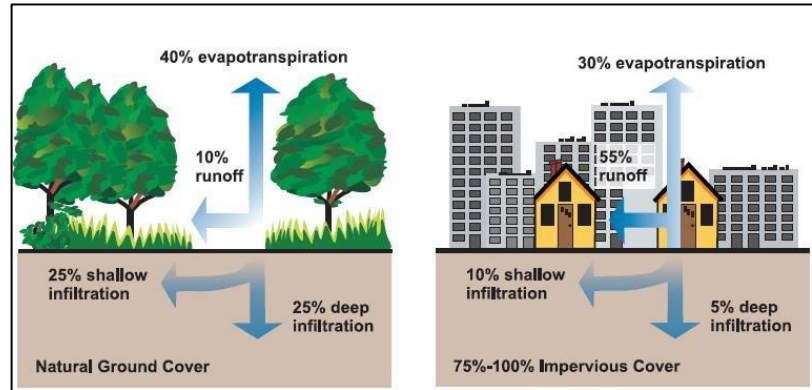 40% evapotranspiration
10%
runoff
25% shallow
infiltration
25% deep
infiltration
Natural Ground Cover
30% evapotranspiration
55%
runoff
10% shallow
infiltration
5% deep
infiltration
75%-100% Impervious Cover